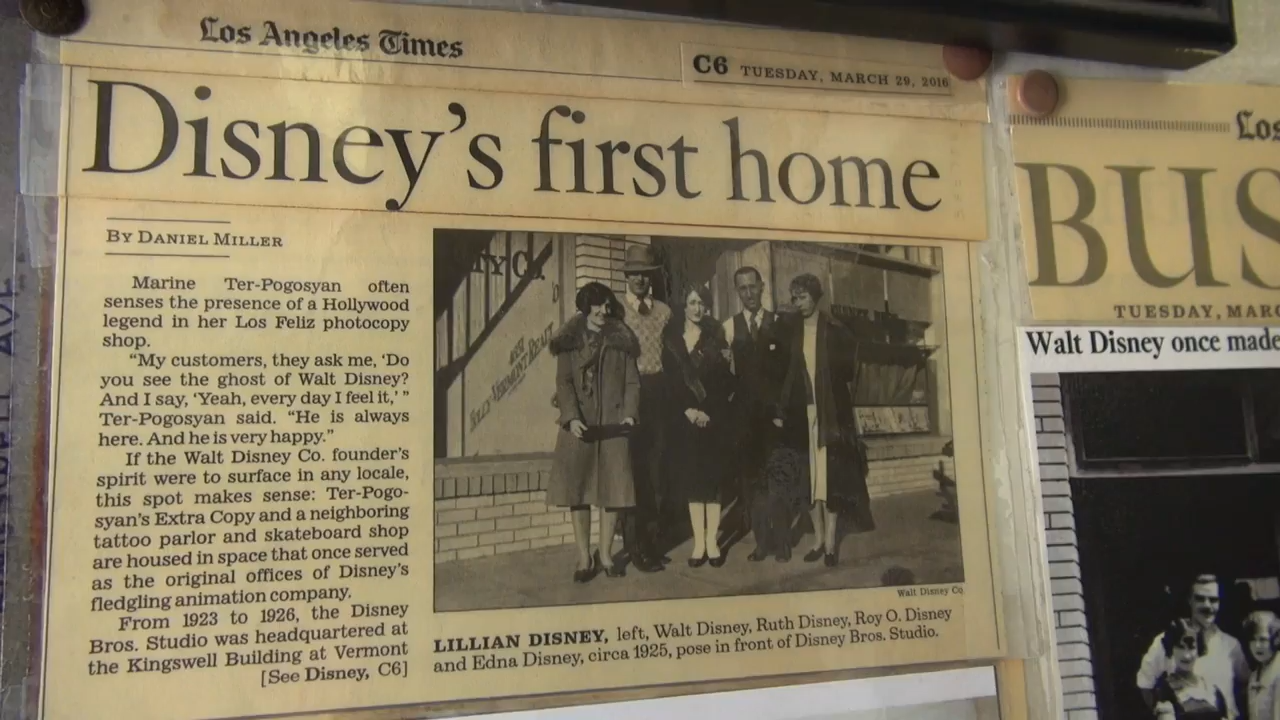 Los Angeles Times
C6 TUESDAY, MARCH 29, 2016
Disney's first home
BY DANIEL MILLER
Marine Ter-Pogosyan often
senses the presence of a Hollywood
legend in her Los Feliz photocopy
shop.
"My customers, they ask me, 'Do
you see the ghost of Walt Disney?
And I say, 'Yeah, every day I feel it,' "
Ter-Pogosyan said. "He is always
here. And he is very happy."
If the Walt Disney Co. founder's
spirit were to surface in any locale,
this spot makes sense: Ter-Pogo-
syan's Extra Copy and a neighboring
tattoo parlor and skateboard shop
are housed in space that once served
as the original offices of Disney's
fledgling animation company.
From 1923 to 1926, the Disney
Bros. Studio was headquartered at
the Kingswell Building at Vermont
[See Disney, C6]
Walt Disney Co
LILLIAN DISNEY, left, Walt Disney, Ruth Disney, Roy O. Disney
and Edna Disney, circa 1925, pose in front of Disney Bros. Studio.
Los
BUS
TUESDAY, MARC
Walt Disney once made